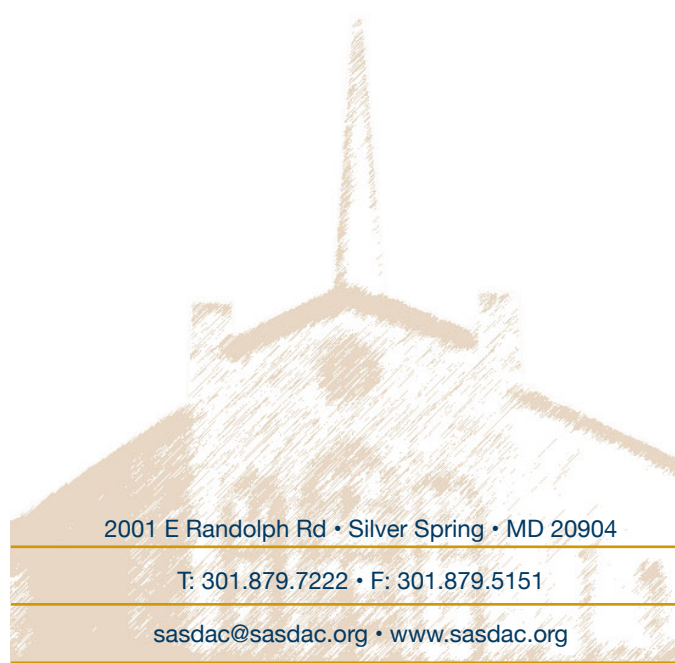 2001 E Randolph Rd • Silver Spring • MD 20904
T: 301.879.7222 • F: 301.879.5151
sasdac@sasdac.org • www.sasdac.org